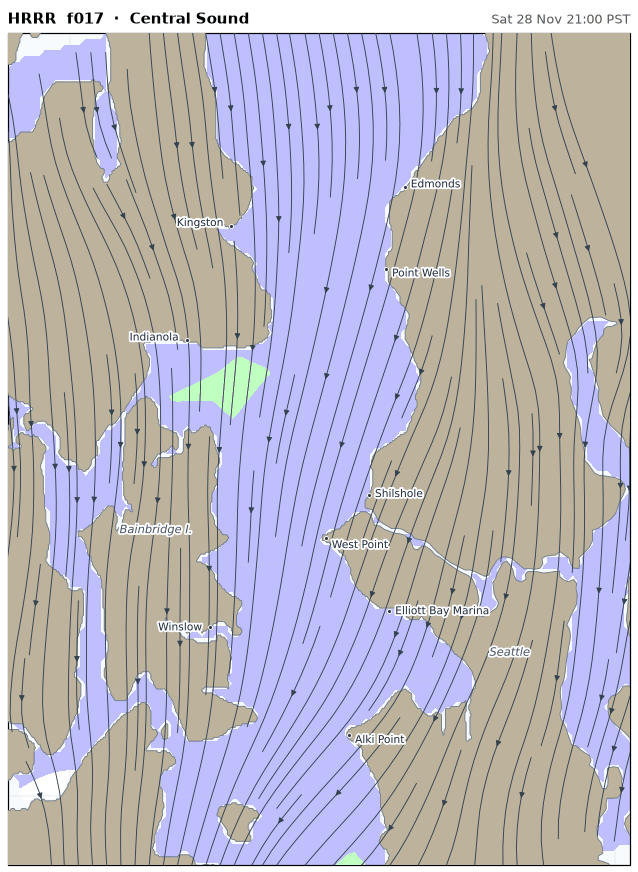 HRRR f017 · Central Sound
Sat 28 Nov 21:00 PST
Edmonds
Kingston
Point Wells
Indianola
Shilshole
Bainbridge I.
West Point
Elliott Bay Marina
Winslow
Seattle
Alki Point